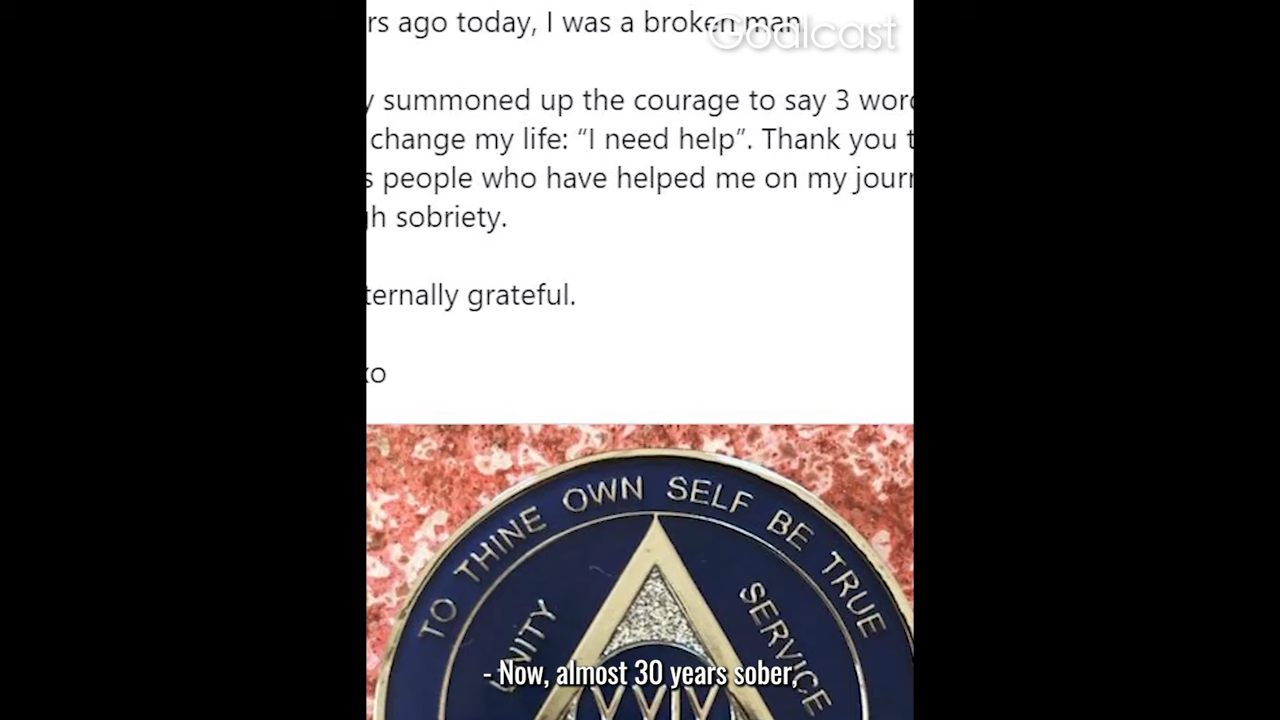 rs ago today, I was a broken man
Goalcast
y summoned up the courage to say 3 word
change my life: “I need help”. Thank you t
s people who have helped me on my journ
gh sobriety.
ternally grateful.
xo
TO THINE OWN SELF BE TRUE
UNITY
SERVICE
- Now, almost 30 years sober,